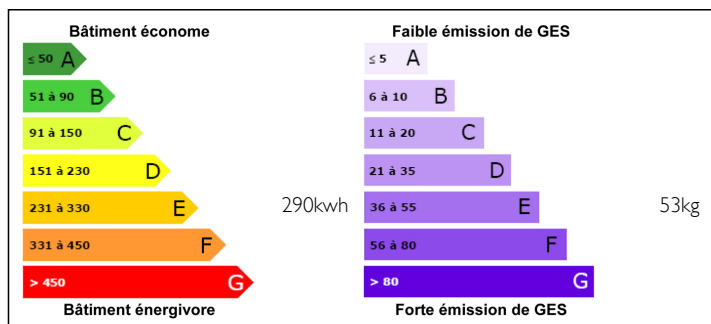 Bâtiment économe
≤ 50 A
51 à 90 B
91 à 150 C
151 à 230 D
231 à 330 E
290kwh
331 à 450 F
> 450 G
Bâtiment énergivore
Faible émission de GES
≤ 5 A
6 à 10 B
11 à 20 C
21 à 35 D
36 à 55 E
53kg
56 à 80 F
> 80 G
Forte émission de GES